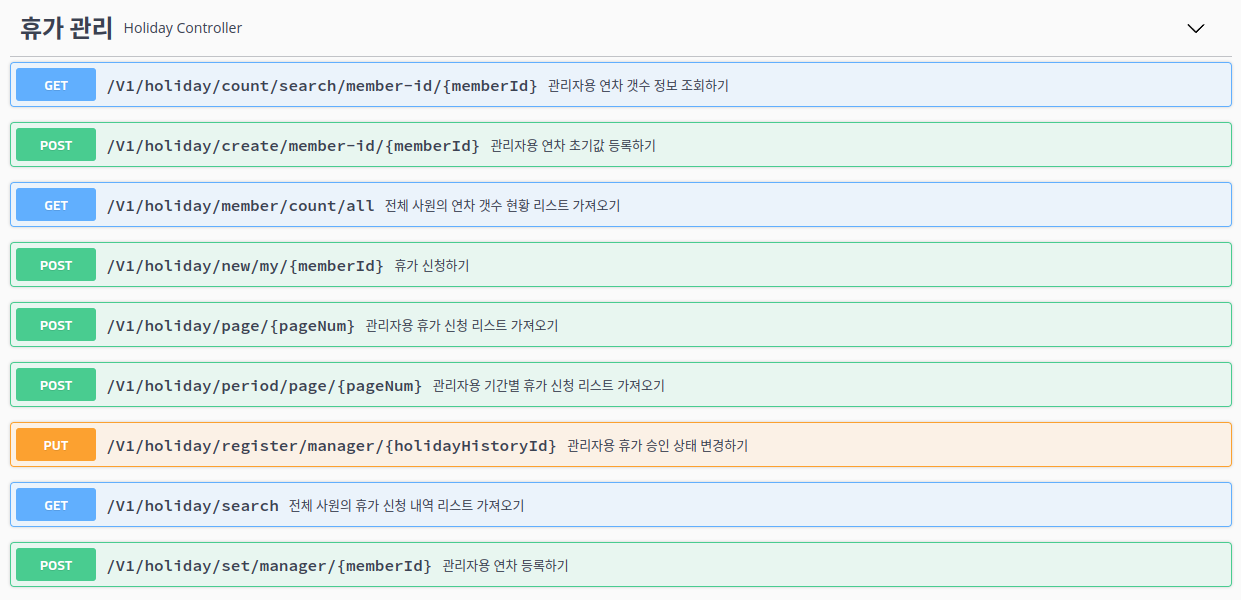 휴가 관리 Holiday Controller
GET /V1/holiday/count/search/member-id/{memberId} 관리자용 연차 갯수 정보 조회하기
POST /V1/holiday/create/member-id/{memberId} 관리자용 연차 초기값 등록하기
GET /V1/holiday/member/count/all 전체 사원의 연차 갯수 현황 리스트 가져오기
POST /V1/holiday/new/my/{memberId} 휴가 신청하기
POST /V1/holiday/page/{pageNum} 관리자용 휴가 신청 리스트 가져오기
POST /V1/holiday/period/page/{pageNum} 관리자용 기간별 휴가 신청 리스트 가져오기
PUT /V1/holiday/register/manager/{holidayHistoryId} 관리자용 휴가 승인 상태 변경하기
GET /V1/holiday/search 전체 사원의 휴가 신청 내역 리스트 가져오기
POST /V1/holiday/set/manager/{memberId} 관리자용 연차 등록하기